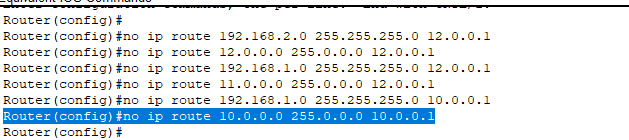 Router(config)#
Router(config)#no ip route 192.168.2.0 255.255.255.0 12.0.0.1
Router(config)#no ip route 12.0.0.0 255.0.0.0 12.0.0.1
Router(config)#no ip route 192.168.1.0 255.255.255.0 12.0.0.1
Router(config)#no ip route 11.0.0.0 255.0.0.0 12.0.0.1
Router(config)#no ip route 192.168.1.0 255.255.255.0 10.0.0.1
Router(config)#no ip route 10.0.0.0 255.0.0.0 10.0.0.1
Router(config)#